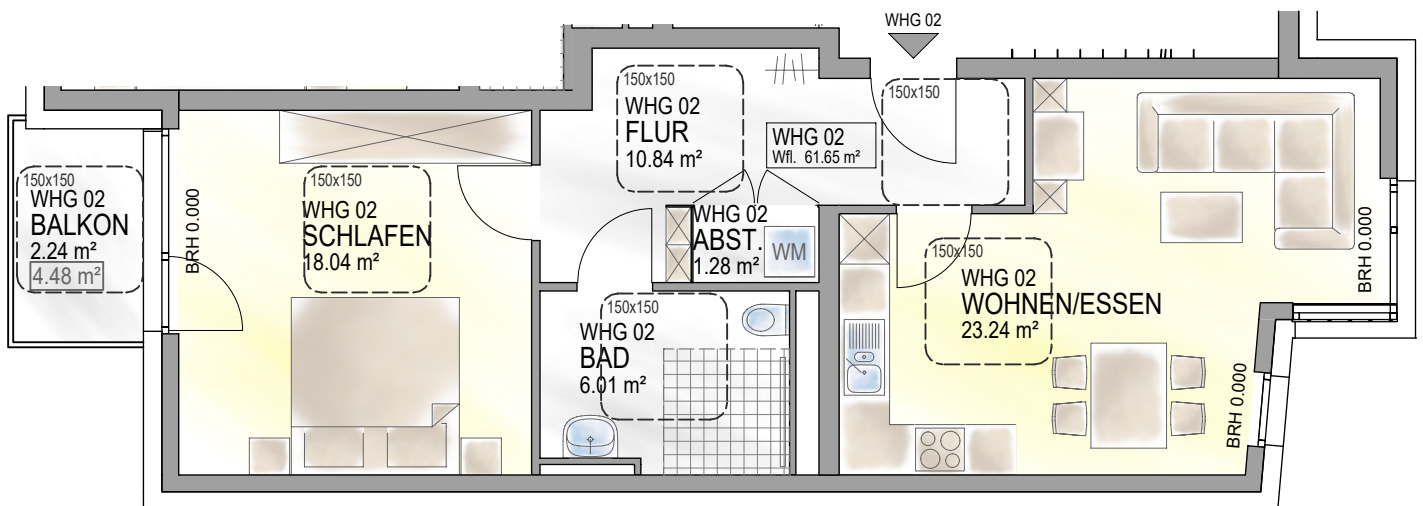 WHG 02
150x150
WHG 02
FLUR
10.84 m²
150x150
WHG 02
Wfl. 61.65 m²
150x150
WHG 02
BALKON
2.24 m²
4.48 m²
BRH 0.000
150x150
WHG 02
SCHLAFEN
18.04 m²
WHG 02
ABST.
1.28 m²
WM
150x150
WHG 02
WOHNEN/ESSEN
23.24 m²
BRH 0.000
150x150
WHG 02
BAD
6.01 m²
BRH 0.000